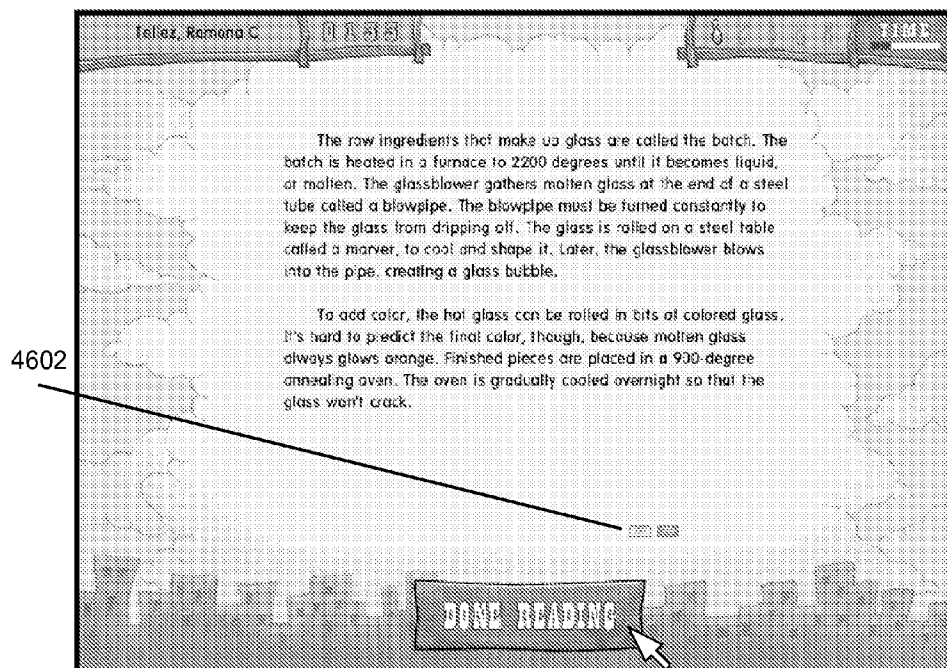 Tellez, Ramona C
TIME
The raw ingredients that make up glass are called the batch. The
batch is heated in a furnace to 2200 degrees until it becomes liquid,
or molten. The glassblower gathers molten glass at the end of a steel
tube called a blowpipe. The blowpipe must be turned constantly to
keep the glass from dripping off. The glass is rolled on a steel table
called a marver, to cool and shape it. Later, the glassblower blows
into the pipe, creating a glass bubble.
To add color, the hot glass can be rolled in bits of colored glass.
It's hard to predict the final color, though, because molten glass
always glows orange. Finished pieces are placed in a 900-degree
annealing oven. The oven is gradually cooled overnight so that the
glass won't crack.
4602
DONE READING